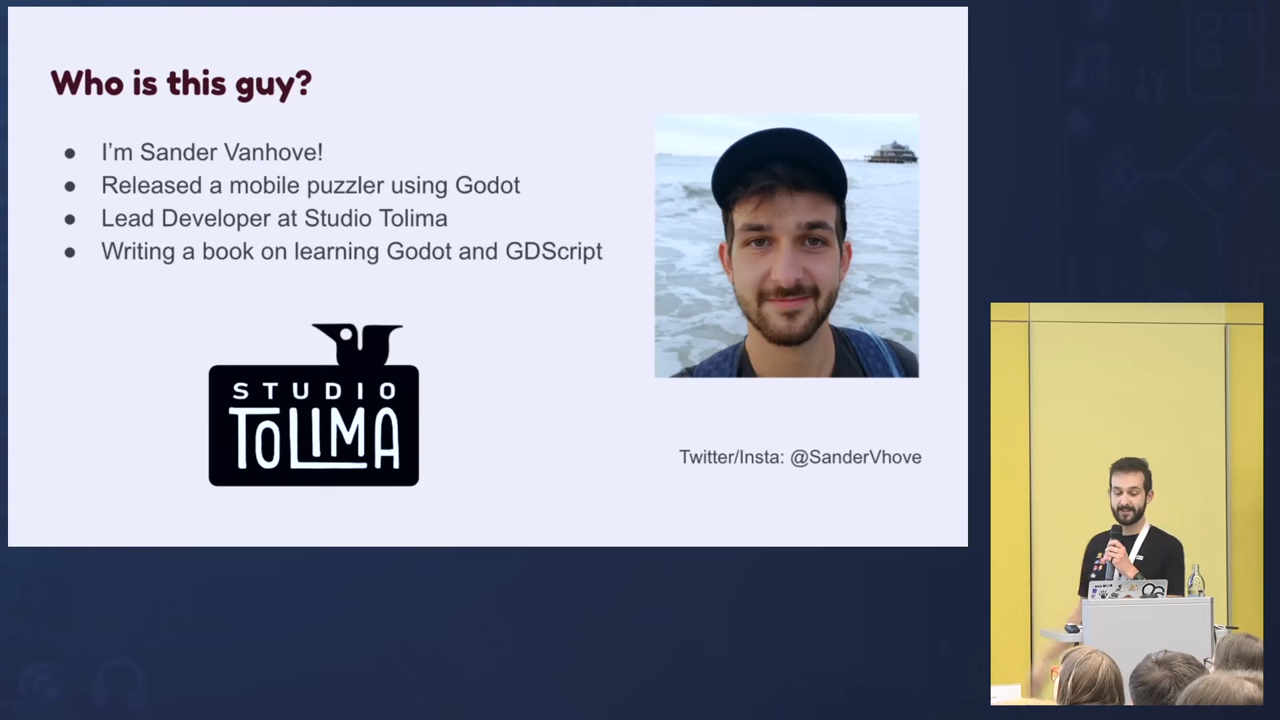 Who is this guy?
I'm Sander Vanhove!
Released a mobile puzzler using Godot
Lead Developer at Studio Tolima
Writing a book on learning Godot and GDScript
STUDIO
TOLIMA
Twitter/Insta: @SanderVhove